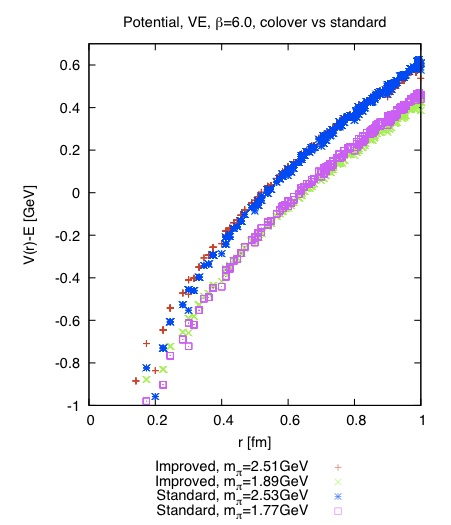 Potential, VE, β=6.0, colover vs standard
0.6
0.4
0.2
0
-0.2
-0.4
-0.6
-0.8
-1
V(r)-E [GeV]
0 0.2 0.4 0.6 0.8 1
r [fm]
Improved, mπ=2.51GeV
Improved, mπ=1.89GeV
Standard, mπ=2.53GeV
Standard, mπ=1.77GeV